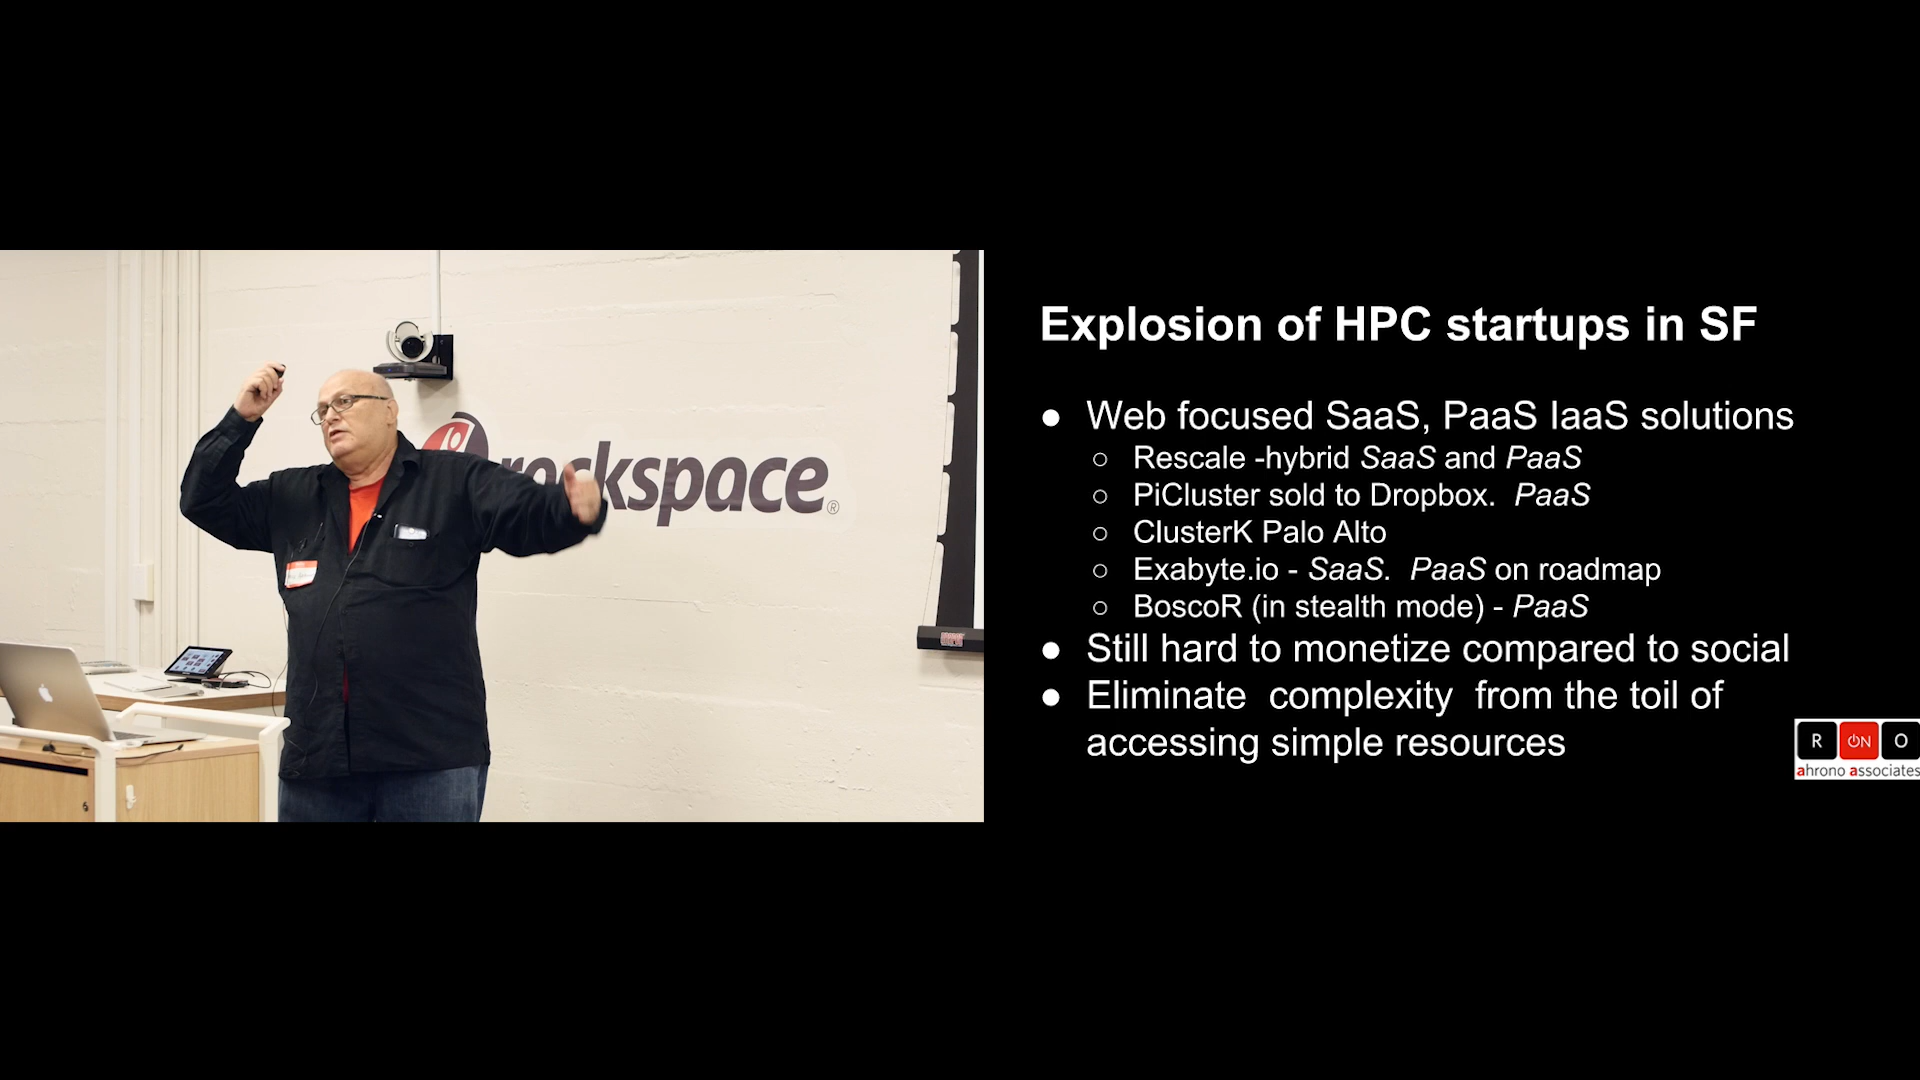 rackspace®
Explosion of HPC startups in SF
● Web focused SaaS, PaaS IaaS solutions
○ Rescale -hybrid SaaS and PaaS
○ PiCluster sold to Dropbox. PaaS
○ ClusterK Palo Alto
○ Exabyte.io - SaaS. PaaS on roadmap
○ BoscoR (in stealth mode) - PaaS
● Still hard to monetize compared to social
● Eliminate complexity from the toil of
accessing simple resources
R ON O
ahrono associates